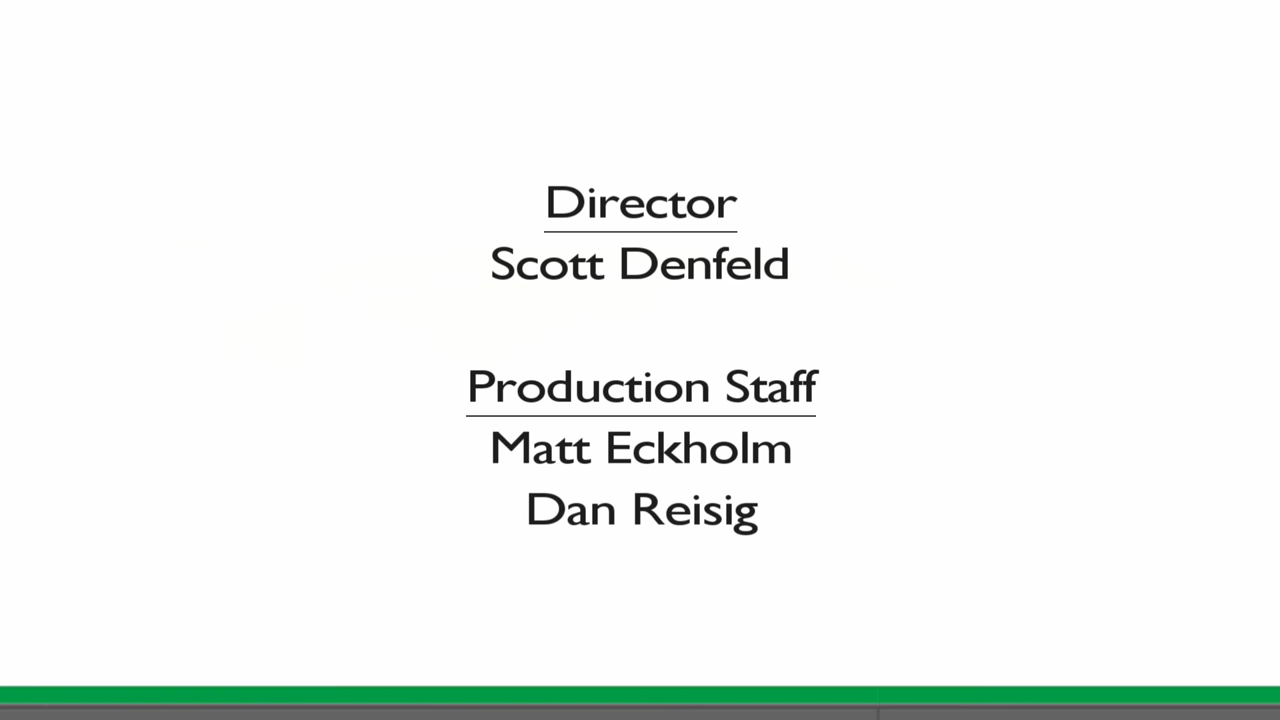 Director
Scott Denfeld
Production Staff
Matt Eckholm
Dan Reisig